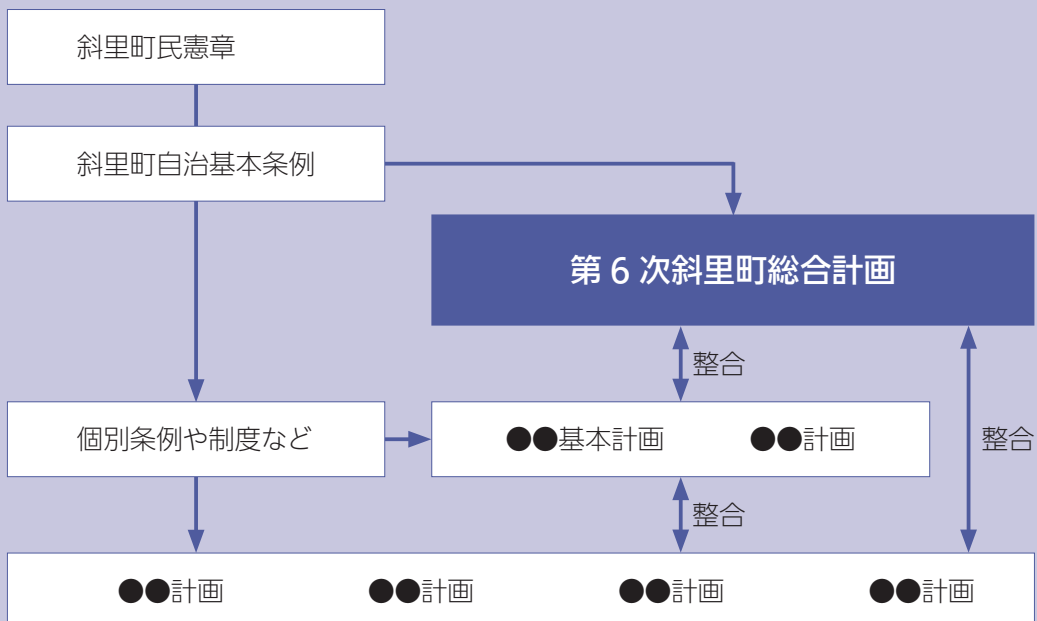 斜里町民憲章
斜里町自治基本条例
第 6 次斜里町総合計画
整合
個別条例や制度など
●●基本計画 ●●計画
整合
整合
●●計画 ●●計画 ●●計画 ●●計画